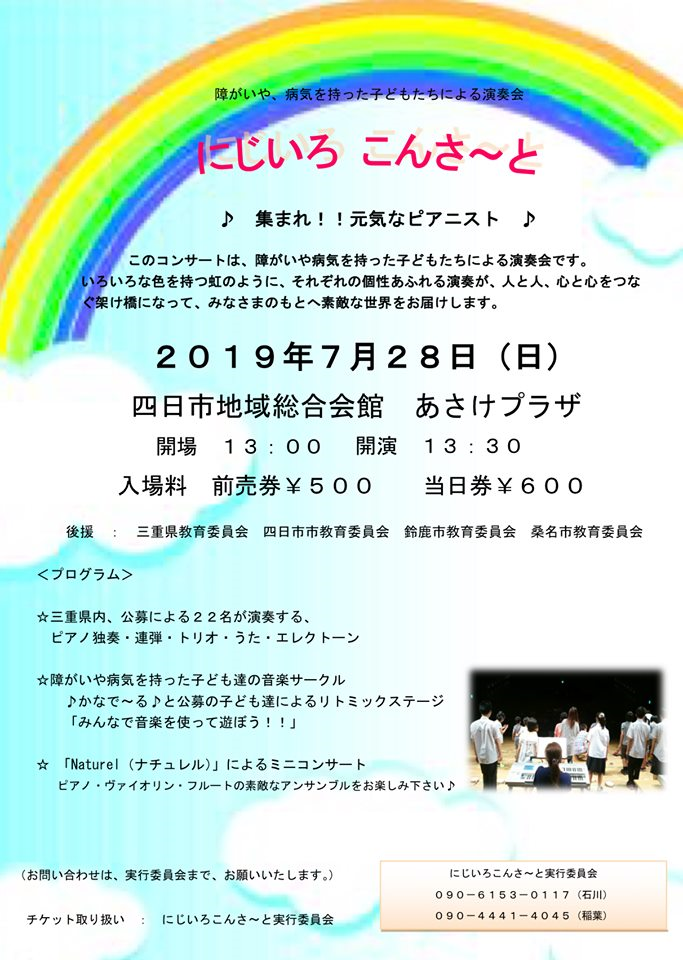 障がいや、病気を持った子どもたちによる演奏会
にじいろ こんさ～と
♪　集まれ！！元気なピアニスト　♪
このコンサートは、障がいや病気を持った子どもたちによる演奏会です。
いろいろな色を持つ虹のように、それぞれの個性あふれる演奏が、人と人、心と心をつな
ぐ架け橋になって、みなさまのもとへ素敵な世界をお届けします。
２０１９年７月２８日（日）
四日市地域総合会館　あさけプラザ
開場　１３：００　開演　１３：３０
入場料　前売券￥５００　　当日券￥６００
後援　：　三重県教育委員会　四日市市教育委員会　鈴鹿市教育委員会　桑名市教育委員会
＜プログラム＞
☆三重県内、公募による２２名が演奏する、
ピアノ独奏・連弾・トリオ・うた・エレクトーン
☆障がいや病気を持った子ども達の音楽サークル
♪かなで～る♪と公募の子ども達によるリトミックステージ
「みんなで音楽を使って遊ぼう！！」
☆　「Naturel（ナチュレル）」によるミニコンサート
ピアノ・ヴァイオリン・フルートの素敵なアンサンブルをお楽しみ下さい♪
（お問い合わせは、実行委員会まで、お願いいたします。）
チケット取り扱い　：　にじいろこんさ～と実行委員会
にじいろこんさ～と実行委員会
０９０－６１５３－０１１７（石川）
０９０－４４４１－４０４５（稲葉）